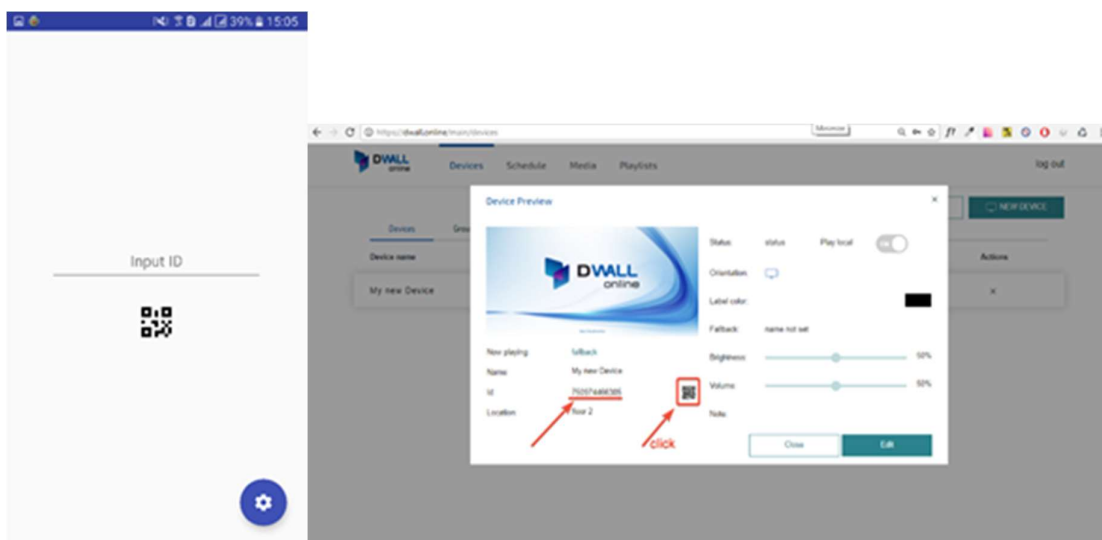 39% 15:05
Input ID
https://dwall.online/main/devices
DWALL
online
Devices Schedule Media Playlists
log out
NEW DEVICE
Devices
Device name
Actions
My new Device
×
Device Preview
×
DWALL
online
Now playing: fallback
Name My new Device
Id
Location
click
Status: status Play local
Orientation:
Label color:
Fallback: name not set
Brightness: 50%
Volume: 50%
Note:
Close Edit